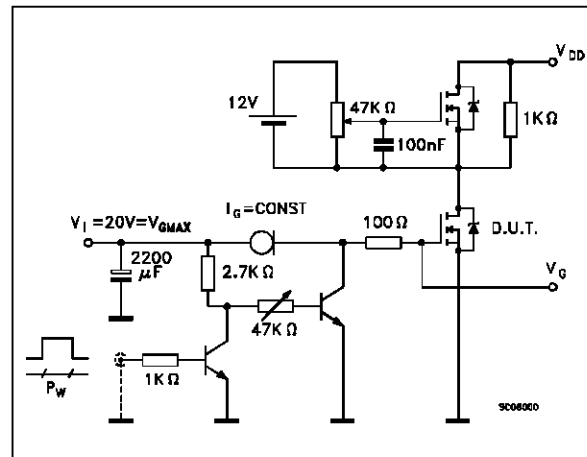 V_DD
12V
47K Ω
100nF
1K Ω
V_I =20V=V_GMAX
I_G=CONST
100 Ω
D.U.T.
2200
μF
2.7K Ω
V_G
47K Ω
1K Ω
P_W
SC06000